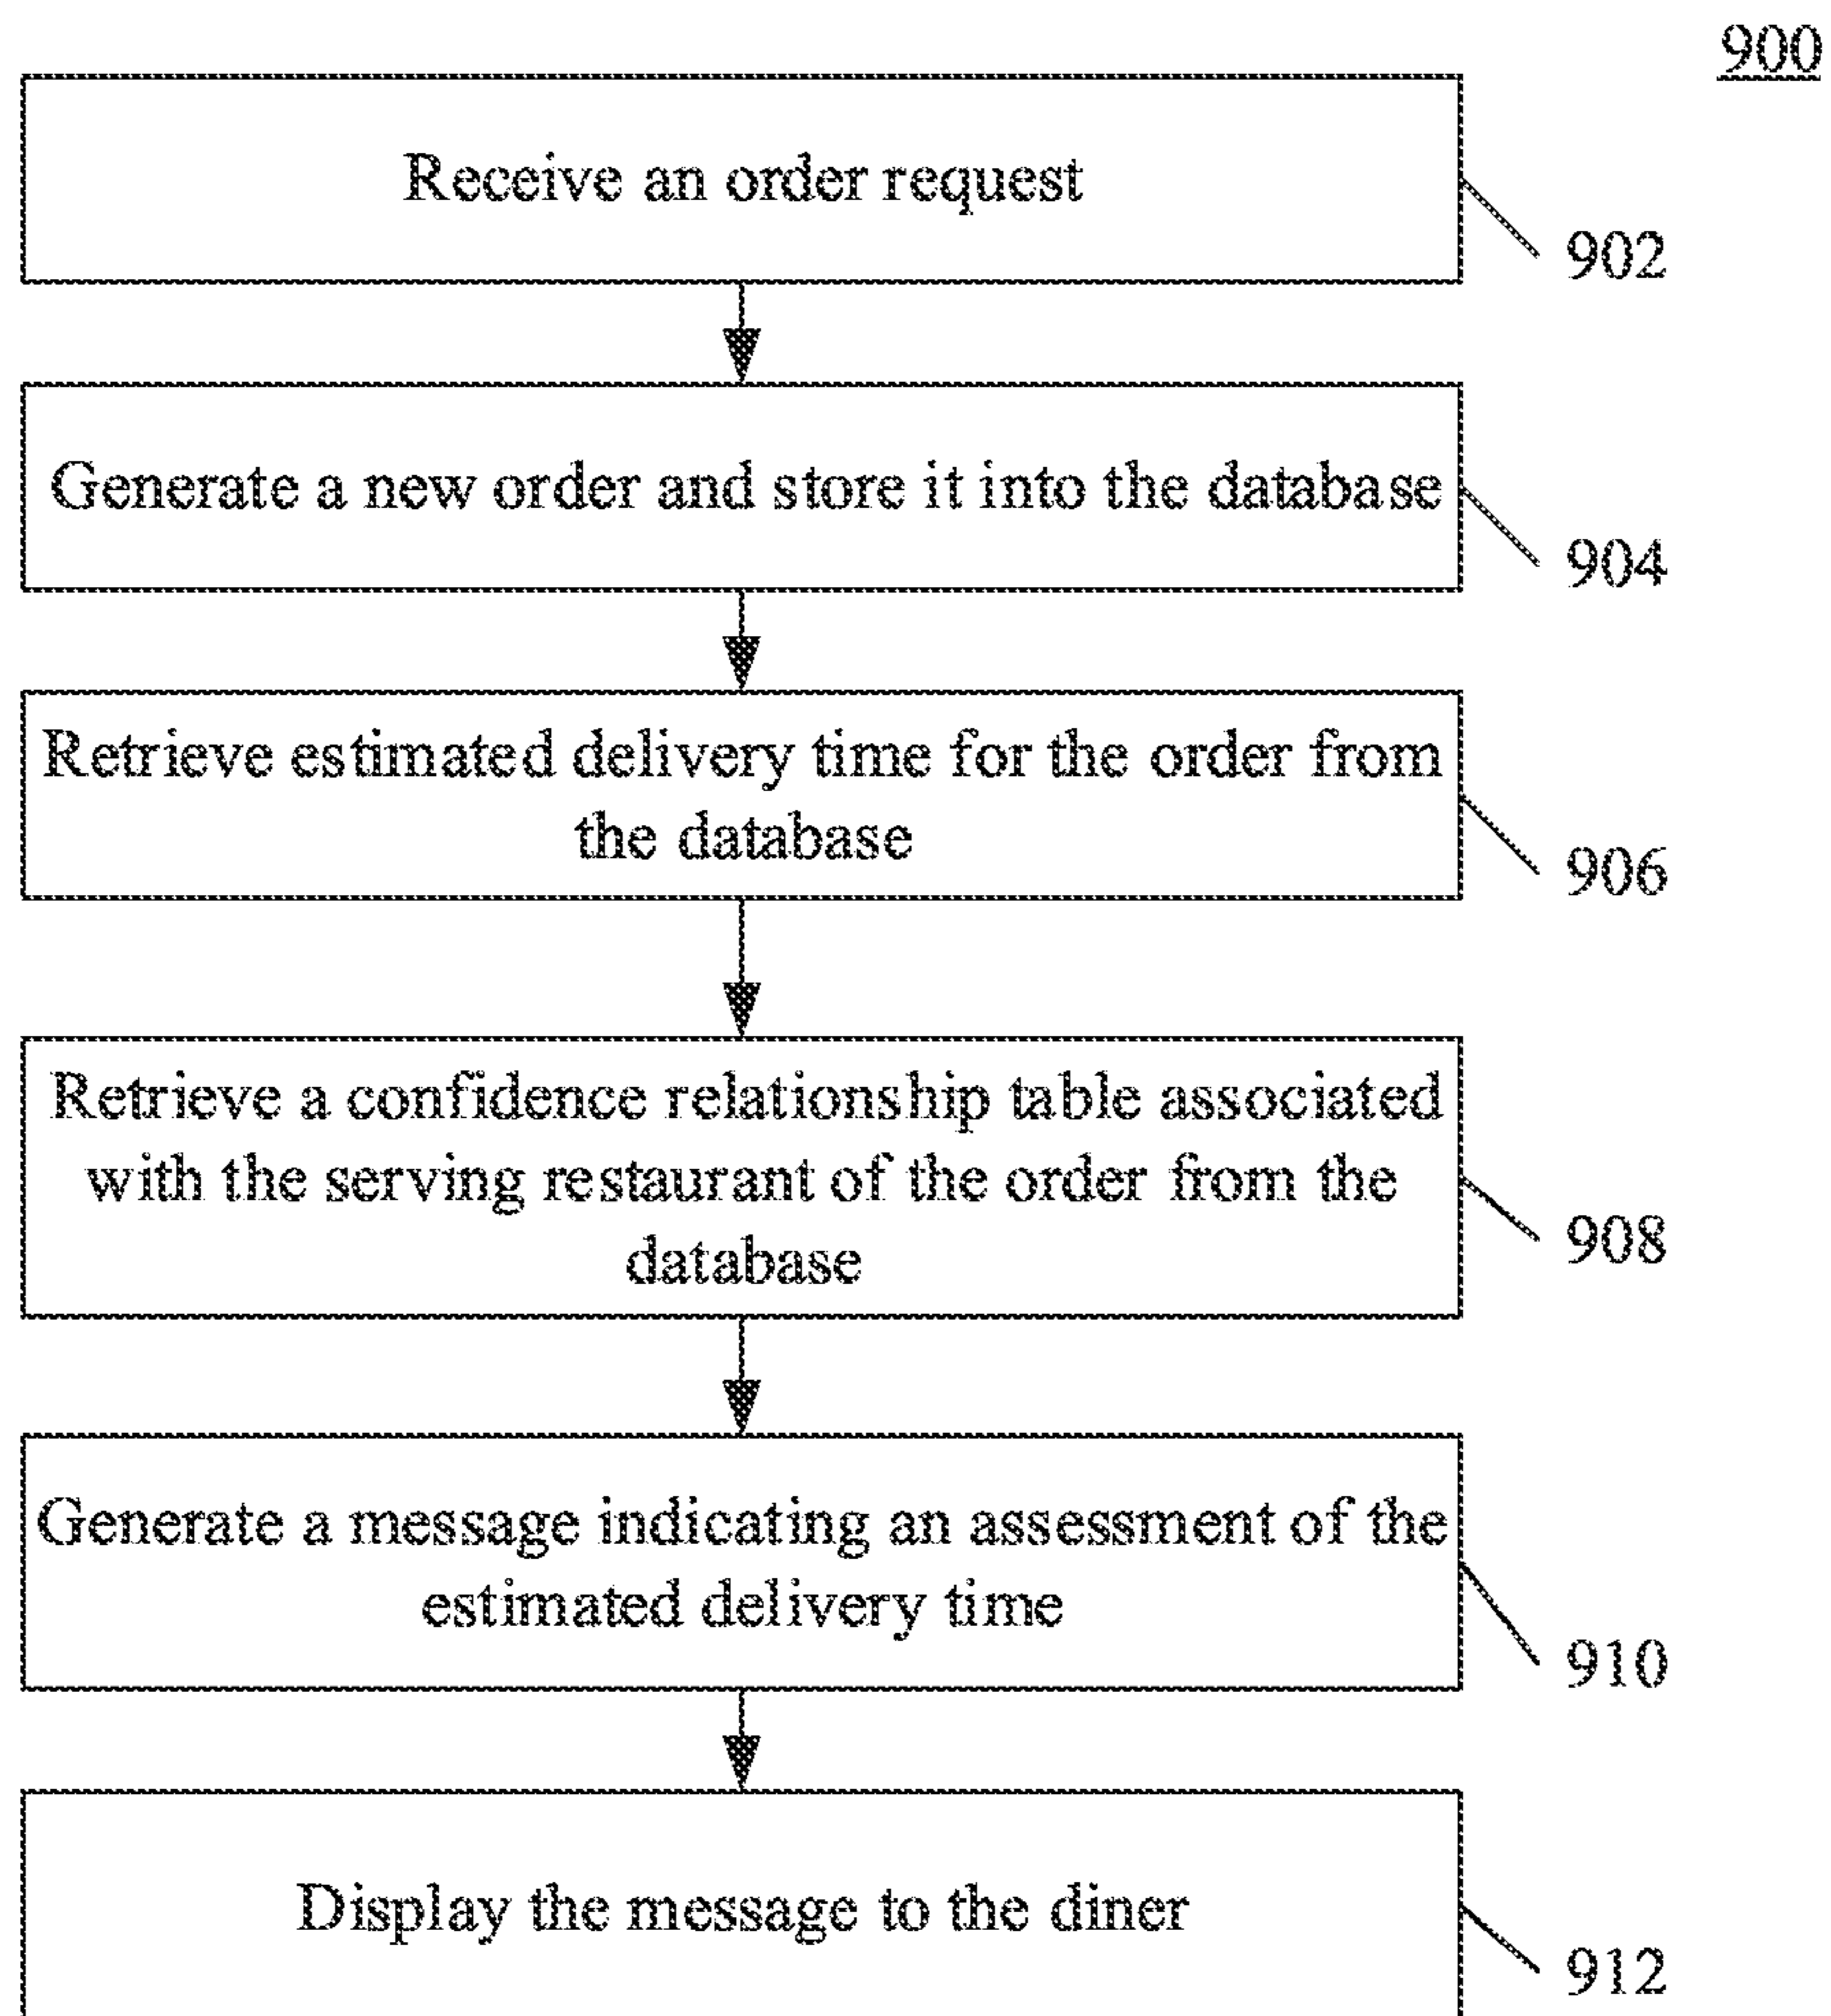 900
Receive an order request
902
Generate a new order and store it into the database
904
Retrieve estimated delivery time for the order from
the database
906
Retrieve a confidence relationship table associated
with the serving restaurant of the order from the
database
908
Generate a message indicating an assessment of the
estimated delivery time
910
Display the message to the diner
912